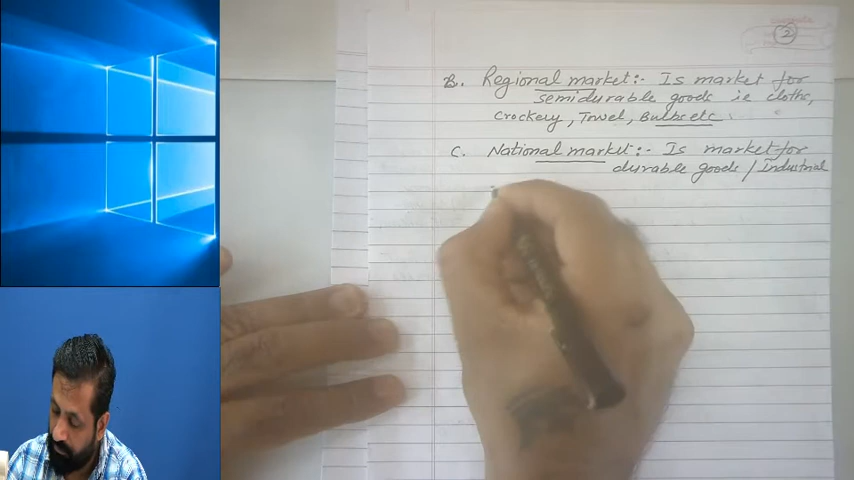 2
B. Regional market:- Is market for
semidurable goods ie cloths,
Crockery, Towel, Bulbs etc.
C. National market:- Is market for
durable goods / Industrial